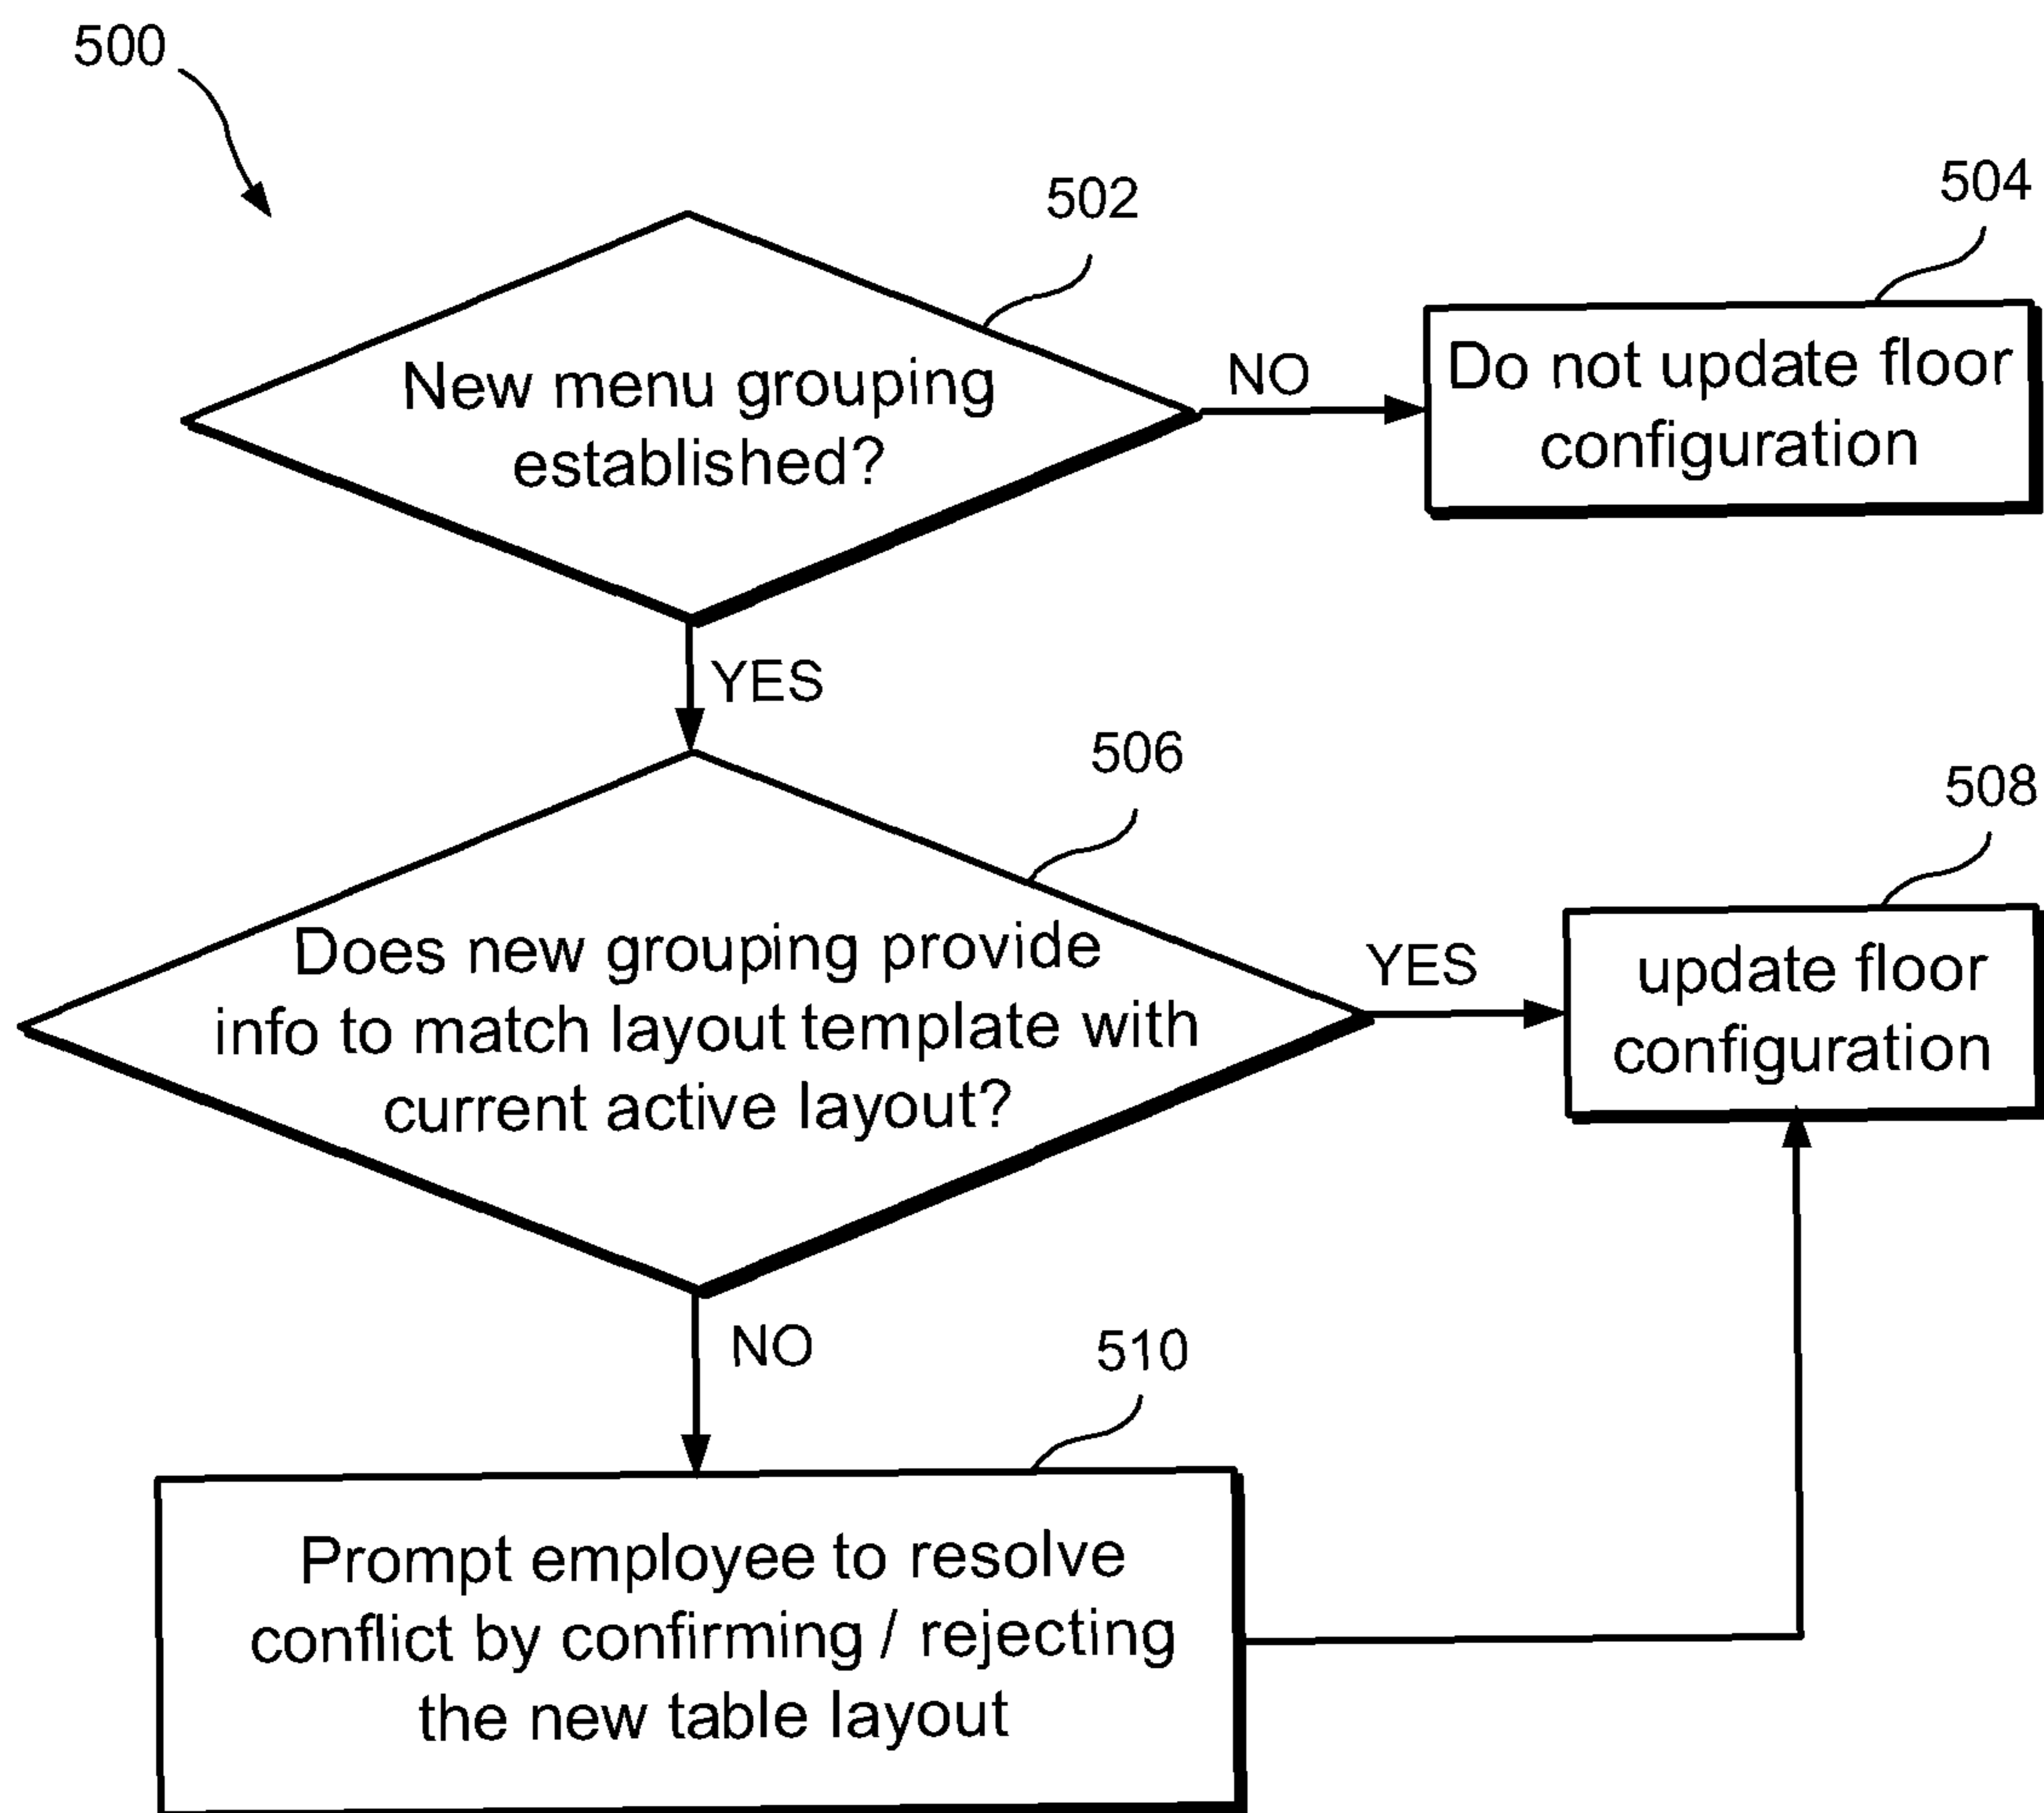 500
502
New menu grouping
established?
NO
504
Do not update floor
configuration
YES
506
Does new grouping provide
info to match layout template with
current active layout?
YES
508
update floor
configuration
NO
510
Prompt employee to resolve
conflict by confirming / rejecting
the new table layout